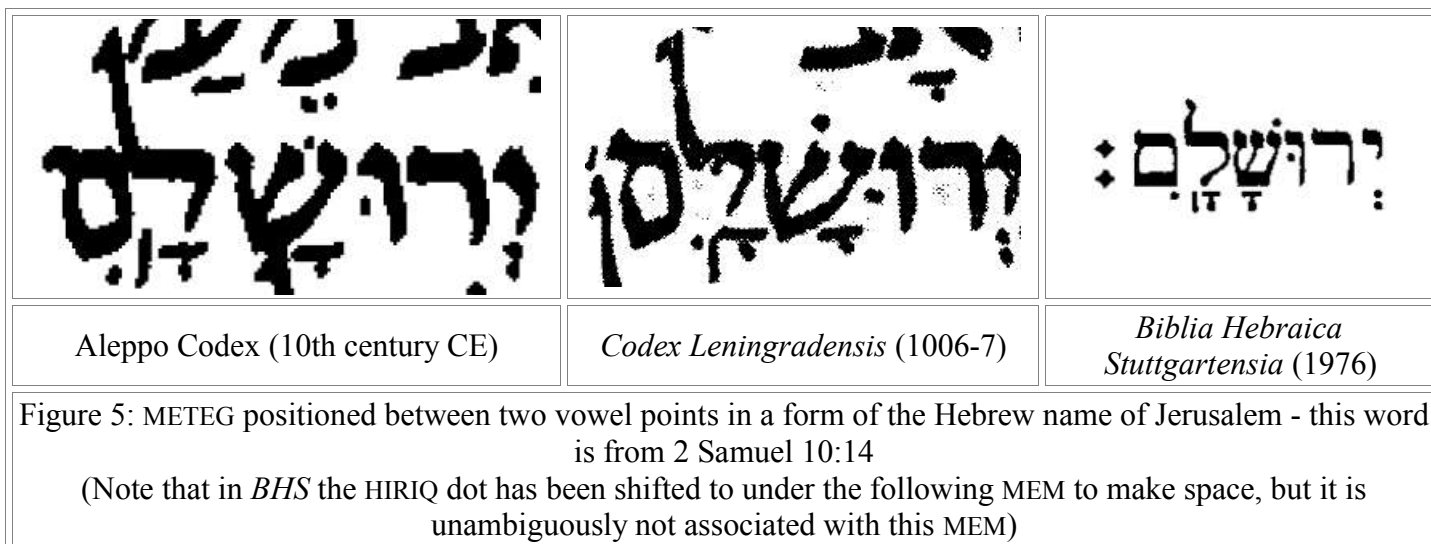 יְרוּשָׁלָֽ͏ִם
יְרוּשָׁלָֽ͏ִם
יְרוּשָׁלָֽ͏ִם׃
Aleppo Codex (10th century CE)
Codex Leningradensis (1006-7)
Biblia Hebraica
Stuttgartensia (1976)
Figure 5: METEG positioned between two vowel points in a form of the Hebrew name of Jerusalem - this word
is from 2 Samuel 10:14
(Note that in BHS the HIRIQ dot has been shifted to under the following MEM to make space, but it is
unambiguously not associated with this MEM)